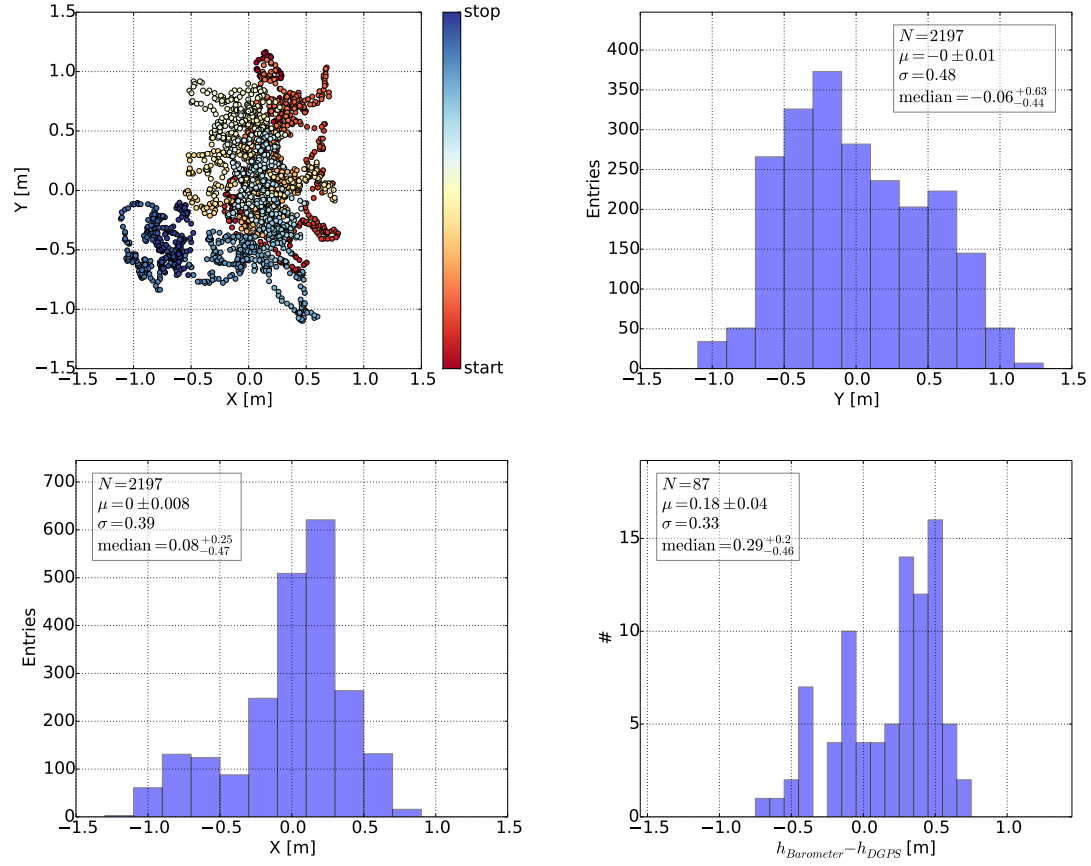 1.5
1.0
0.5
0.0
−0.5
−1.0
−1.5
Y [m]
−1.5 −1.0 −0.5 0.0 0.5 1.0 1.5
X [m]
stop
start
400
350
300
250
200
150
100
50
0
Entries
N=2197
μ=−0 ±0.01
σ=0.48
median=−0.06 +0.63 −0.44
−1.5 −1.0 −0.5 0.0 0.5 1.0 1.5
Y [m]
700
600
500
400
300
200
100
0
Entries
N=2197
μ=0 ±0.008
σ=0.39
median=0.08 +0.25 −0.47
−1.5 −1.0 −0.5 0.0 0.5 1.0 1.5
X [m]
15
10
5
0
#
N=87
μ=0.18 ±0.04
σ=0.33
median=0.29 +0.2 −0.46
−1.5 −1.0 −0.5 0.0 0.5 1.0
h_Barometer−h_DGPS [m]